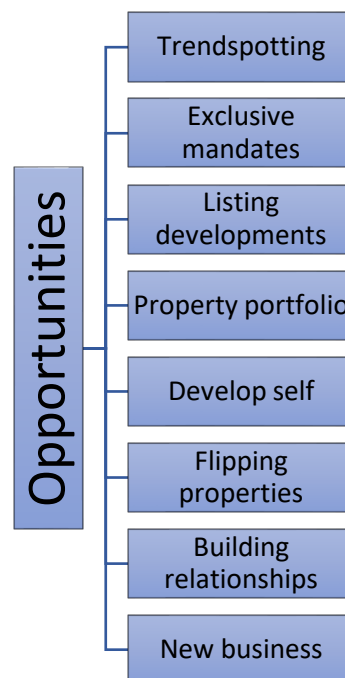 Opportunities
Trendspotting
Exclusive
mandates
Listing
developments
Property portfolio
Develop self
Flipping
properties
Building
relationships
New business